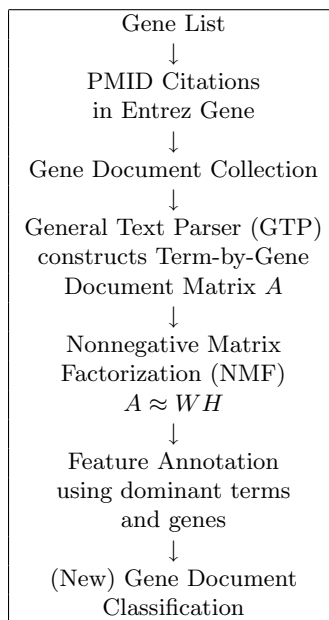 Gene List
↓
PMID Citations
in Entrez Gene
↓
Gene Document Collection
↓
General Text Parser (GTP)
constructs Term-by-Gene
Document Matrix A
↓
Nonnegative Matrix
Factorization (NMF)
A ≈ WH
↓
Feature Annotation
using dominant terms
and genes
↓
(New) Gene Document
Classification